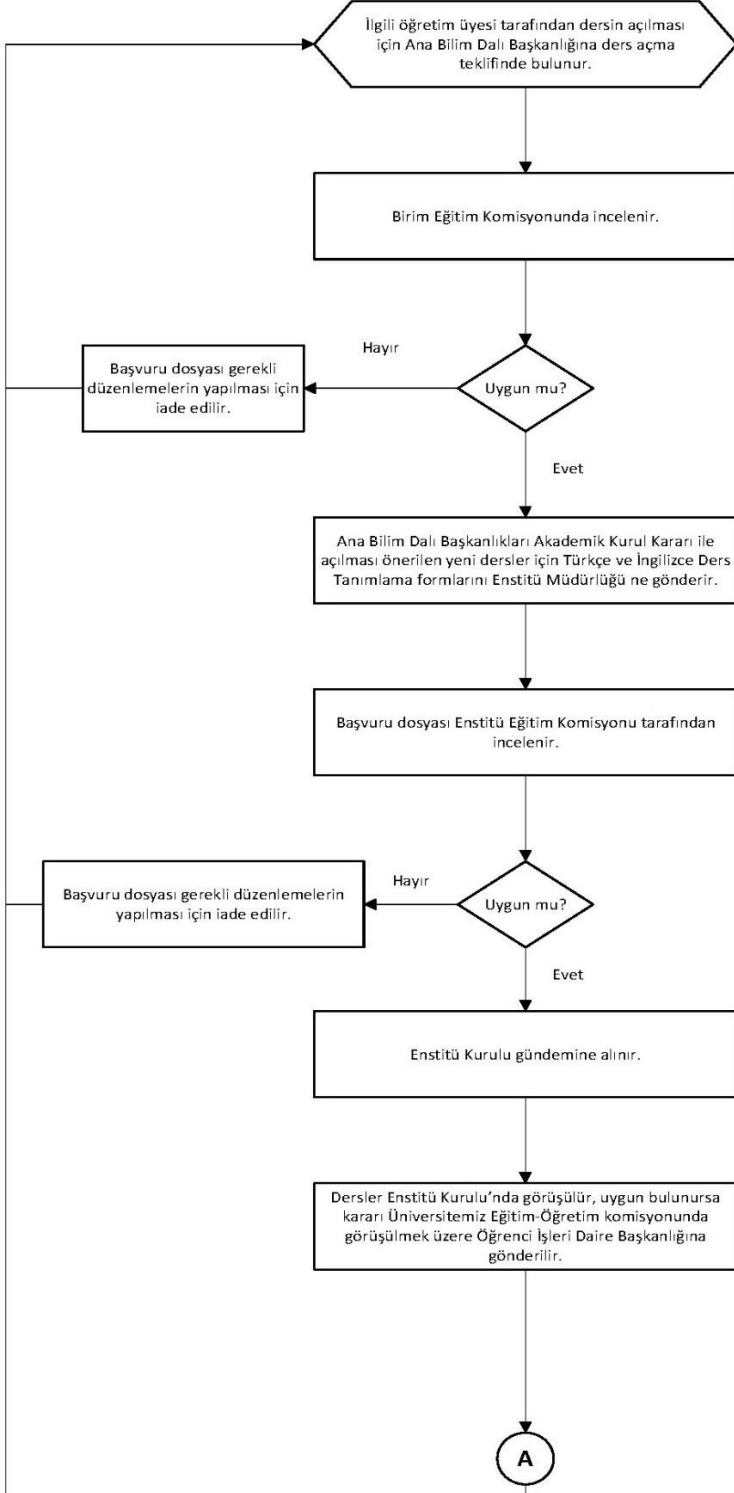 İlgili öğretim üyesi tarafından dersin açılması
için Ana Bilim Dalı Başkanlığına ders açma
teklifinde bulunur.
Birim Eğitim Komisyonunda incelenir.
Hayır
Başvuru dosyası gerekli
düzenlemelerin yapılması için
iade edilir.
Uygun mu?
Evet
Ana Bilim Dalı Başkanlıkları Akademik Kurul Kararı ile
açılması önerilen yeni dersler için Türkçe ve İngilizce Ders
Tanımlama formlarını Enstitü Müdürlüğü ne gönderir.
Başvuru dosyası Enstitü Eğitim Komisyonu tarafından
incelenir.
Hayır
Başvuru dosyası gerekli düzenlemelerin
yapılması için iade edilir.
Uygun mu?
Evet
Enstitü Kurulu gündemine alınır.
Dersler Enstitü Kurulu’nda görüşülür, uygun bulunursa
kararı Üniversitemiz Eğitim-Öğretim komisyonunda
görüşülmek üzere Öğrenci İşleri Daire Başkanlığına
gönderilir.
A